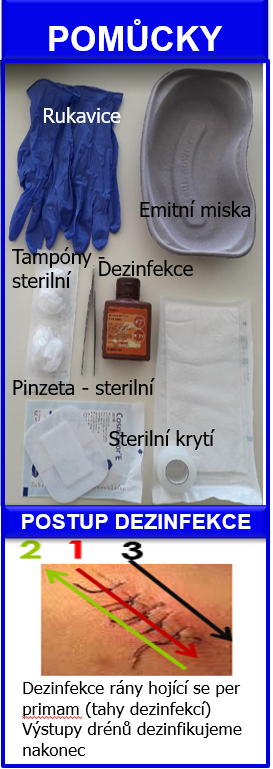 POMŮCKY
Rukavice
Emitní miska
Tampóny -
sterilní
Dezinfekce
Pinzeta - sterilní
Sterilní krytí
POSTUP DEZINFEKCE
2 1 3
Dezinfekce rány hojící se per
primam (tahy dezinfekcí)
Výstupy drénů dezinfikujeme
nakonec